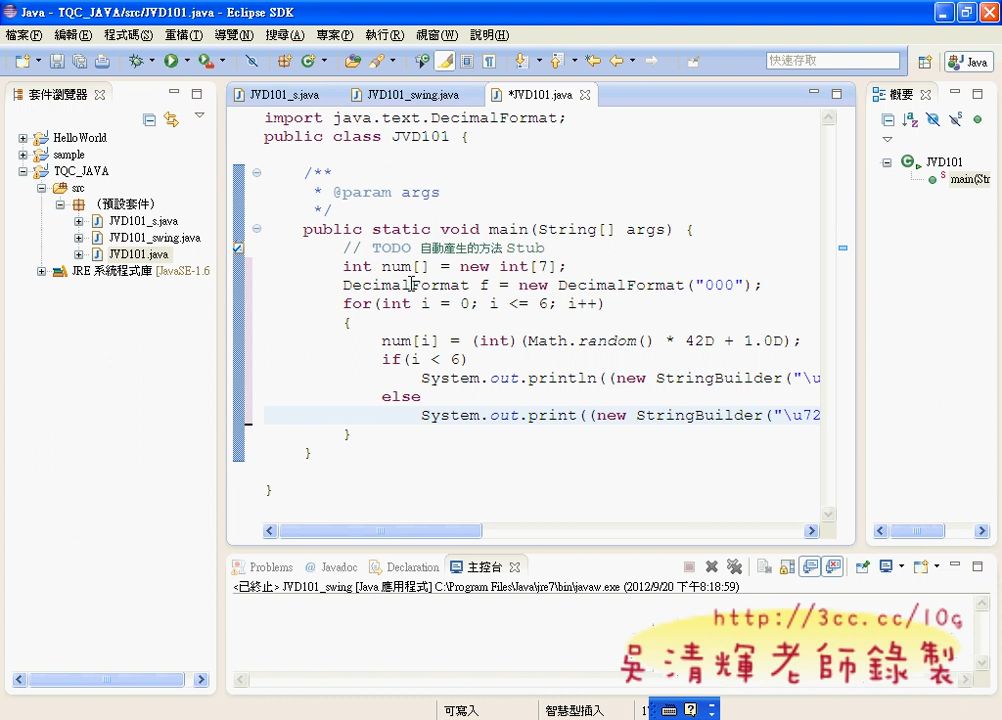 Java - TQC_JAVA/src/JVD101.java - Eclipse SDK
檔案(F) 編輯(E) 程式碼(S) 重構(T) 導覽(N) 搜尋(A) 專案(P) 執行(R) 視窗(W) 說明(H)
快速存取
Java
套件瀏覽器
HelloWorld
sample
TQC_JAVA
src
(預設套件)
JVD101_s.java
JVD101_swing.java
JVD101.java
JRE 系統程式庫 [JavaSE-1.6
JVD101_s.java JVD101_swing.java *JVD101.java
import java.text.DecimalFormat;
public class JVD101 {
/**
* @param args
*/
public static void main(String[] args) {
// TODO 自動產生的方法 Stub
int num[] = new int[7];
DecimalFormat f = new DecimalFormat("000");
for(int i = 0; i <= 6; i++)
{
num[i] = (int)(Math.random() * 42D + 1.0D);
if(i < 6)
System.out.println((new StringBuilder("\u
else
System.out.print((new StringBuilder("\u72
}
}
}
概要
JVD101
main(Str
Problems @ Javadoc Declaration 主控台
<已終止> JVD101_swing [Java 應用程式] C:\Program Files\Java\jre7\bin\javaw.exe (2012/9/20 下午8:18:59)
http://3cc.cc/10g
吳清輝老師錄製
可寫入 智慧型插入